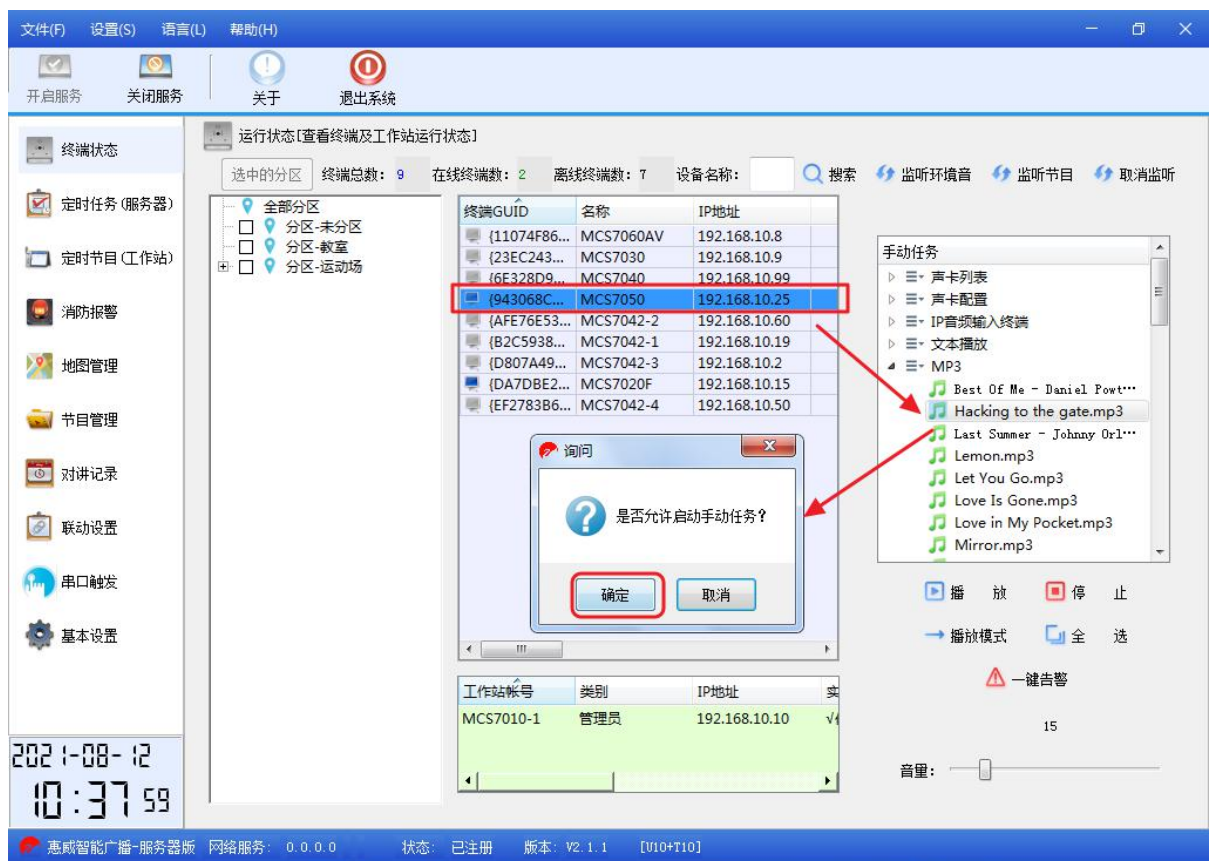 文件(F) 设置(S) 语言(L) 帮助(H)
开启服务 关闭服务 关于 退出系统
终端状态
定时任务(服务器)
定时节目(工作站)
消防报警
地图管理
节目管理
对讲记录
联动设置
串口触发
基本设置
2021-08-12
10:37 59
运行状态[查看终端及工作站运行状态]
选中的分区 终端总数: 9 在线终端数: 2 离线终端数: 7 设备名称: 搜索 监听环境音 监听节目 取消监听
全部分区
分区-未分区
分区-教室
分区-运动场
终端GUID 名称 IP地址
{11074F86... MCS7060AV 192.168.10.8
{23EC243... MCS7030 192.168.10.9
{6E328D9... MCS7040 192.168.10.99
{943068C... MCS7050 192.168.10.25
{AFE76E53... MCS7042-2 192.168.10.60
{B2C5938... MCS7042-1 192.168.10.19
{D807A49... MCS7042-3 192.168.10.2
{DA7DBE2... MCS7020F 192.168.10.15
{EF2783B6... MCS7042-4 192.168.10.50
询问
是否允许启动手动任务?
确定 取消
工作站帐号 类别 IP地址 实
MCS7010-1 管理员 192.168.10.10
手动任务
声卡列表
声卡配置
IP音频输入终端
文本播放
MP3
Best Of Me - Daniel Powt...
Hacking to the gate.mp3
Last Summer - Johnny Orl...
Lemon.mp3
Let You Go.mp3
Love Is Gone.mp3
Love in My Pocket.mp3
Mirror.mp3
播 放 停 止
播放模式 全 选
一键告警
15
音量:
惠威智能广播-服务器版 网络服务: 0.0.0.0 状态: 已注册 版本: V2.1.1 [U10+T10]